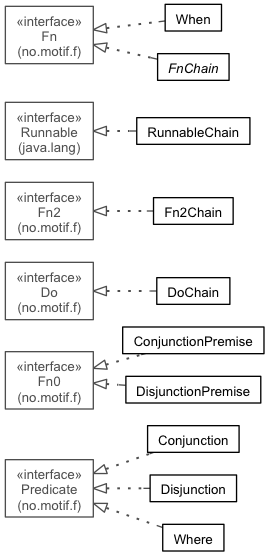 «interface»
Fn
(no.motif.f)
When
FnChain
«interface»
Runnable
(java.lang)
RunnableChain
«interface»
Fn2
(no.motif.f)
Fn2Chain
«interface»
Do
(no.motif.f)
DoChain
«interface»
Fn0
(no.motif.f)
ConjunctionPremise
DisjunctionPremise
«interface»
Predicate
(no.motif.f)
Conjunction
Disjunction
Where